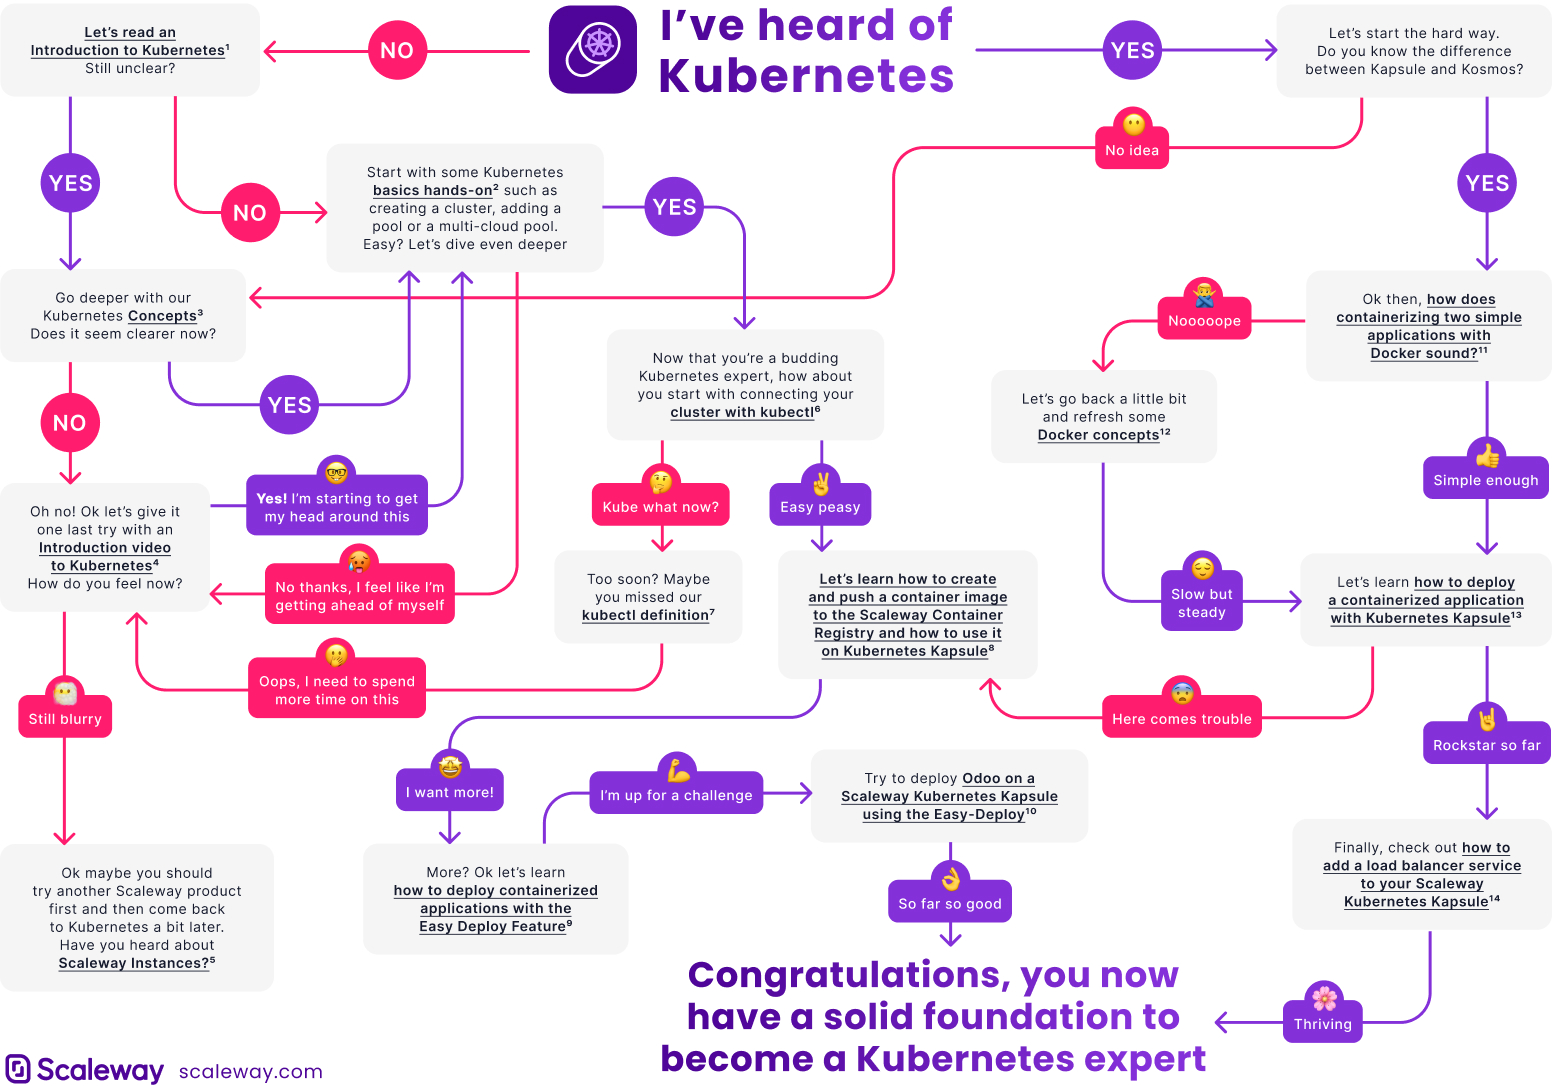 I’ve heard of
Kubernetes
NO
YES
Let’s read an
Introduction to Kubernetes¹
Still unclear?
Let’s start the hard way.
Do you know the difference
between Kapsule and Kosmos?
No idea
YES
NO
YES
YES
Start with some Kubernetes
basics hands-on² such as
creating a cluster, adding a
pool or a multi-cloud pool.
Easy? Let’s dive even deeper
Go deeper with our
Kubernetes Concepts³
Does it seem clearer now?
NO
YES
Nooooope
Ok then, how does
containerizing two simple
applications with
Docker sound?¹¹
Now that you’re a budding
Kubernetes expert, how about
you start with connecting your
cluster with kubectl⁶
Let’s go back a little bit
and refresh some
Docker concepts¹²
Simple enough
Oh no! Ok let’s give it
one last try with an
Introduction video
to Kubernetes⁴
How do you feel now?
Yes! I’m starting to get
my head around this
Kube what now?
Easy peasy
No thanks, I feel like I’m
getting ahead of myself
Too soon? Maybe
you missed our
kubectl definition⁷
Let’s learn how to create
and push a container image
to the Scaleway Container
Registry and how to use it
on Kubernetes Kapsule⁸
Slow but
steady
Let’s learn how to deploy
a containerized application
with Kubernetes Kapsule¹³
Oops, I need to spend
more time on this
Still blurry
Here comes trouble
Rockstar so far
I want more!
I’m up for a challenge
Try to deploy Odoo on a
Scaleway Kubernetes Kapsule
using the Easy-Deploy¹⁰
Ok maybe you should
try another Scaleway product
first and then come back
to Kubernetes a bit later.
Have you heard about
Scaleway Instances?⁵
More? Ok let’s learn
how to deploy containerized
applications with the
Easy Deploy Feature⁹
So far so good
Finally, check out how to
add a load balancer service
to your Scaleway
Kubernetes Kapsule¹⁴
Thriving
Congratulations, you now
have a solid foundation to
become a Kubernetes expert
Scaleway scaleway.com